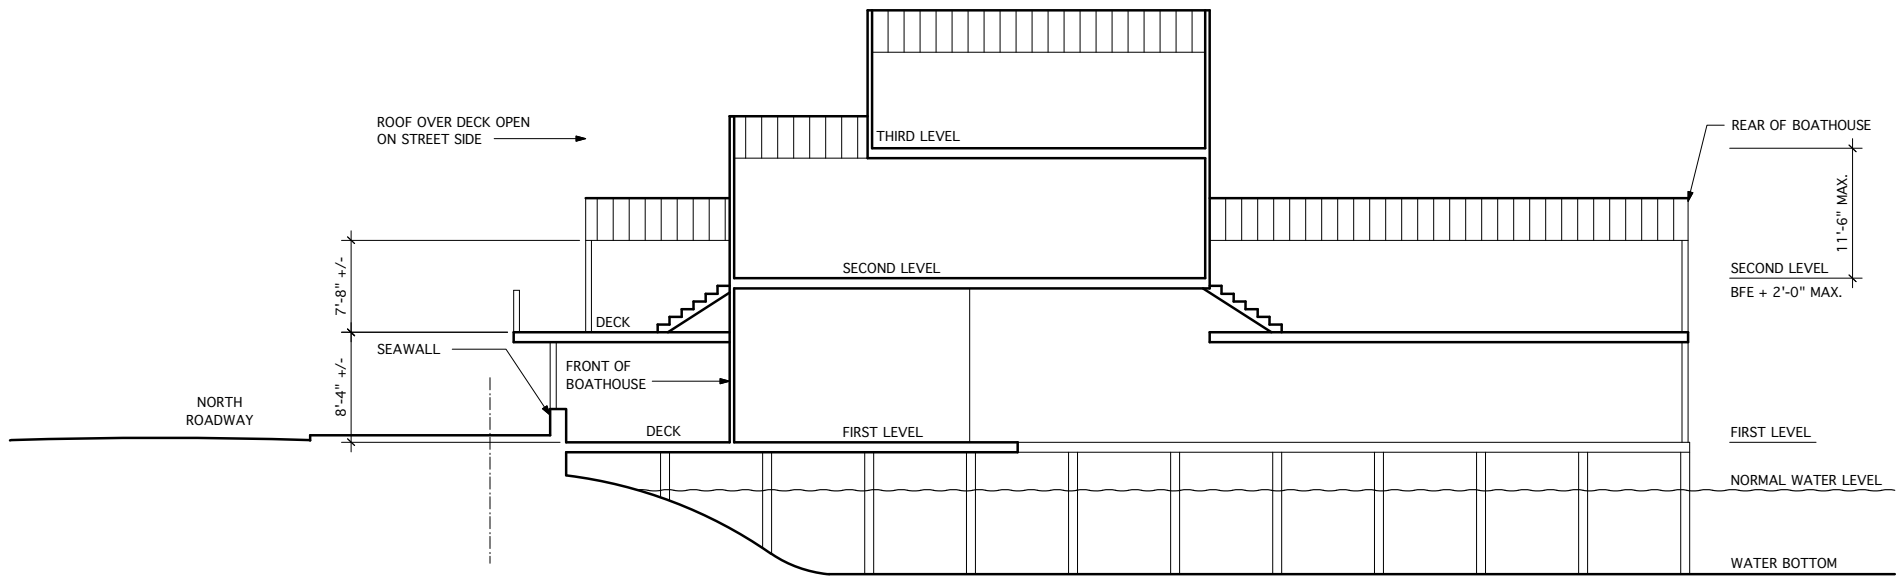 ROOF OVER DECK OPEN
ON STREET SIDE
THIRD LEVEL
REAR OF BOATHOUSE
11'-6" MAX.
7'-8" +/-
SECOND LEVEL
SECOND LEVEL
BFE + 2'-0" MAX.
DECK
SEAWALL
FRONT OF
BOATHOUSE
8'-4" +/-
NORTH
ROADWAY
DECK
FIRST LEVEL
FIRST LEVEL
NORMAL WATER LEVEL
WATER BOTTOM